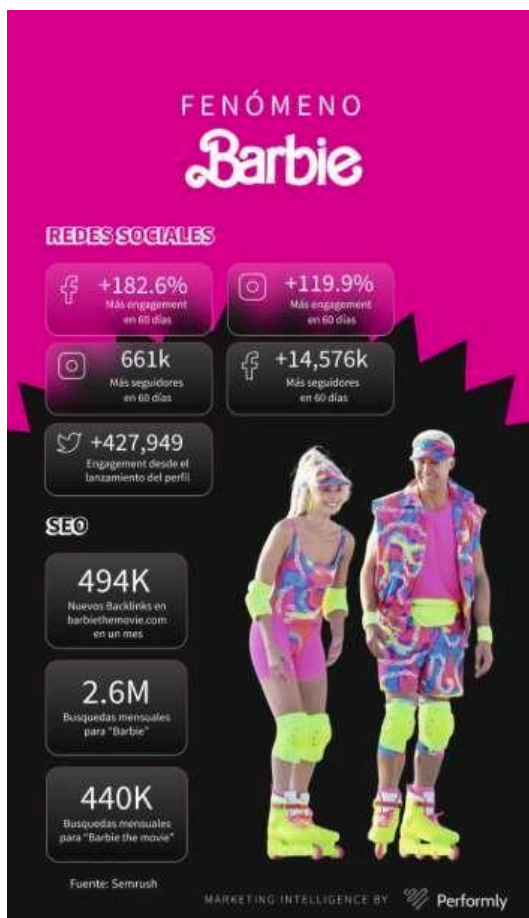 FENÓMENO
Barbie
REDES SOCIALES
+182.6%
Más engagement
en 60 días
+119.9%
Más engagement
en 60 días
661k
Más seguidores
en 60 días
+14,576k
Más seguidores
en 60 días
+427,949
Engagement desde el
lanzamiento del perfil
SEO
494K
Nuevos Backlinks en
barbiethemovie.com
en un mes
2.6M
Busquedas mensuales
para "Barbie"
440K
Busquedas mensuales
para "Barbie the movie"
Fuente: Semrush
MARKETING INTELLIGENCE BY Performly